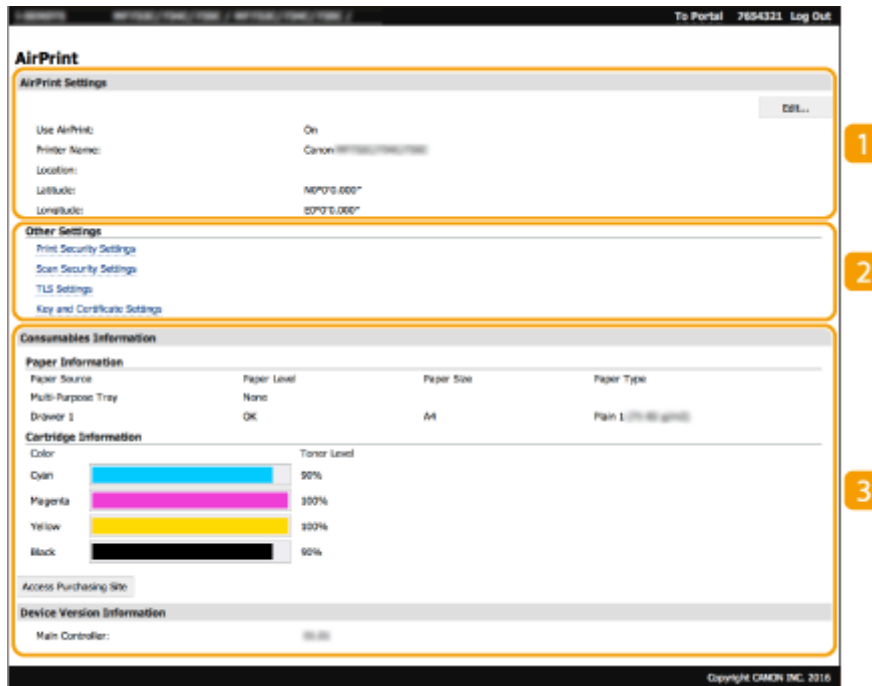 To Portal 7654321 Log Out
AirPrint
AirPrint Settings
Edit...
1
Use AirPrint: On
Printer Name: Canon
Location:
Latitude: N0°0'0.000"
Longitude: E0°0'0.000"
Other Settings
Print Security Settings
Scan Security Settings
TLS Settings
Key and Certificate Settings
2
Consumables Information
Paper Information
Paper Source Paper Level Paper Size Paper Type
Multi-Purpose Tray None
Drawer 1 OK A4 Plain 1
Cartridge Information
Color Toner Level
Cyan 90%
Magenta 100%
3
Yellow 100%
Black 90%
Access Purchasing Site
Device Version Information
Main Controller:
Copyright CANON INC. 2016